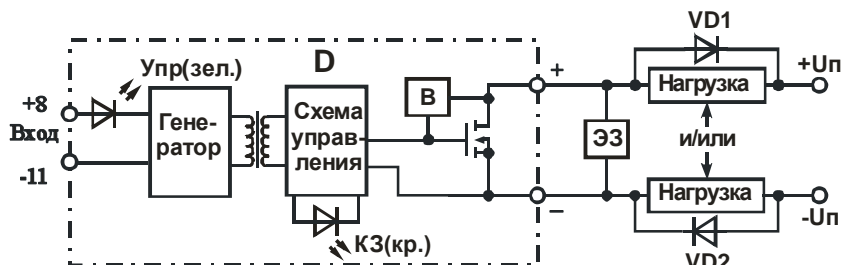 VD1
Упр(зел.)
D
+
+Uп
+8
Вход
-11
Гене-
ратор
Схема
управ-
ления
В
ЭЗ
Нагрузка
и/или
Нагрузка
–
-Uп
КЗ(кр.)
VD2